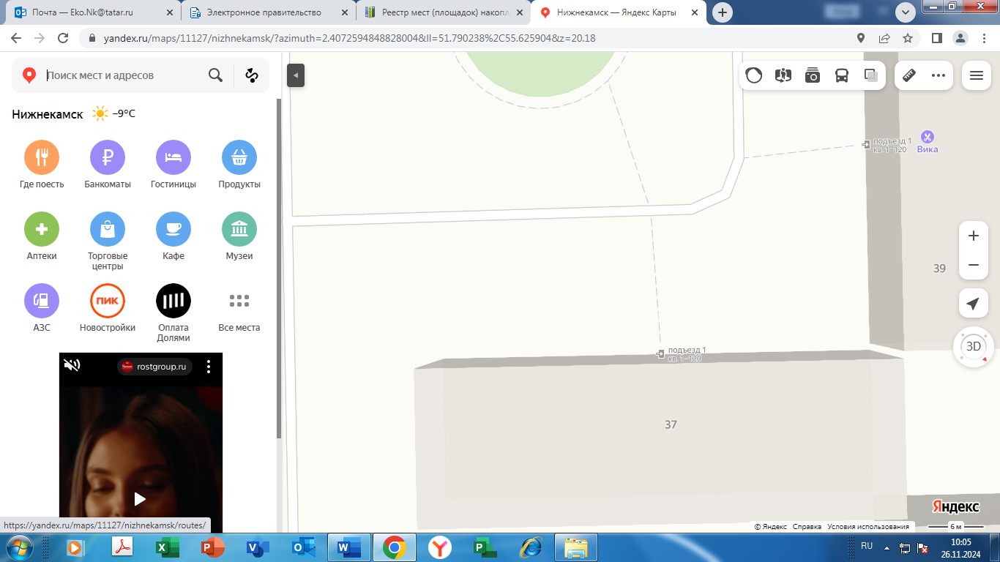 Почта — Eko.Nk@tatar.ru
Электронное правительство
Реестр мест (площадок) накопл
Нижнекамск — Яндекс Карты
yandex.ru/maps/11127/nizhnekamsk/?azimuth=2.4072594848828004&ll=51.790238%2C55.625904&z=20.18
Поиск мест и адресов
Нижнекамск
−9°C
Где поесть
Банкоматы
Гостиницы
Продукты
Аптеки
Торговые центры
Кафе
Музеи
АЗС
ПИК
Новостройки
Оплата Долями
Все места
rostgroup.ru
https://yandex.ru/maps/11127/nizhnekamsk/routes/
подъезд 1
кв. 1–120
Вика
39
3D
подъезд 1
кв. 1–120
37
Яндекс
© Яндекс Справка Условия использования
6 м
RU
10:05
26.11.2024